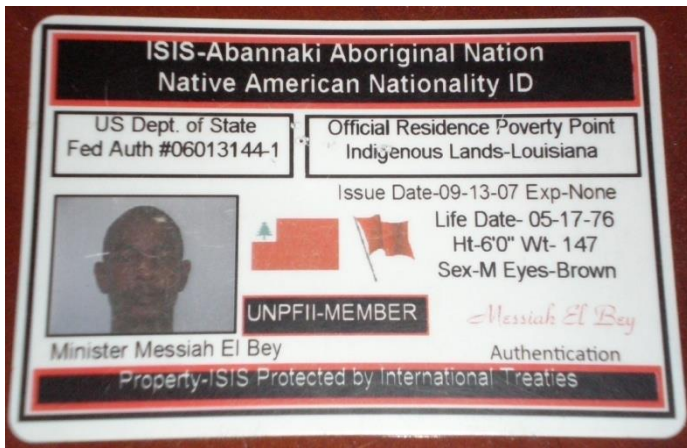 ISIS-Abannaki Aboriginal Nation
Native American Nationality ID
US Dept. of State
Fed Auth #06013144-1
Official Residence Poverty Point
Indigenous Lands-Louisiana
Issue Date-09-13-07 Exp-None
Life Date- 05-17-76
Ht-6'0" Wt- 147
Sex-M Eyes-Brown
UNPFII-MEMBER
Messiah El Bey
Minister Messiah El Bey
Authentication
Property-ISIS Protected by International Treaties